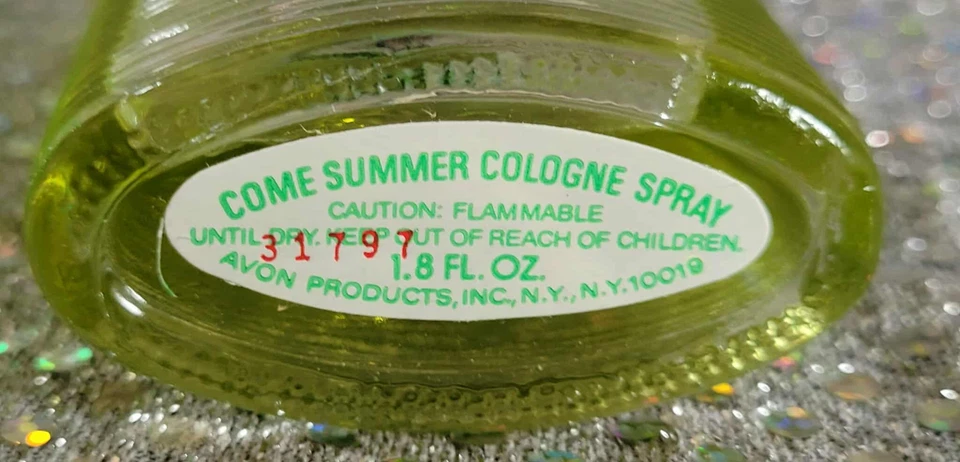 COME SUMMER COLOGNE SPRAY
CAUTION: FLAMMABLE
UNTIL DRY. KEEP OUT OF REACH OF CHILDREN.
31797
1.8 FL. OZ.
AVON PRODUCTS, INC., N.Y., N.Y. 10019